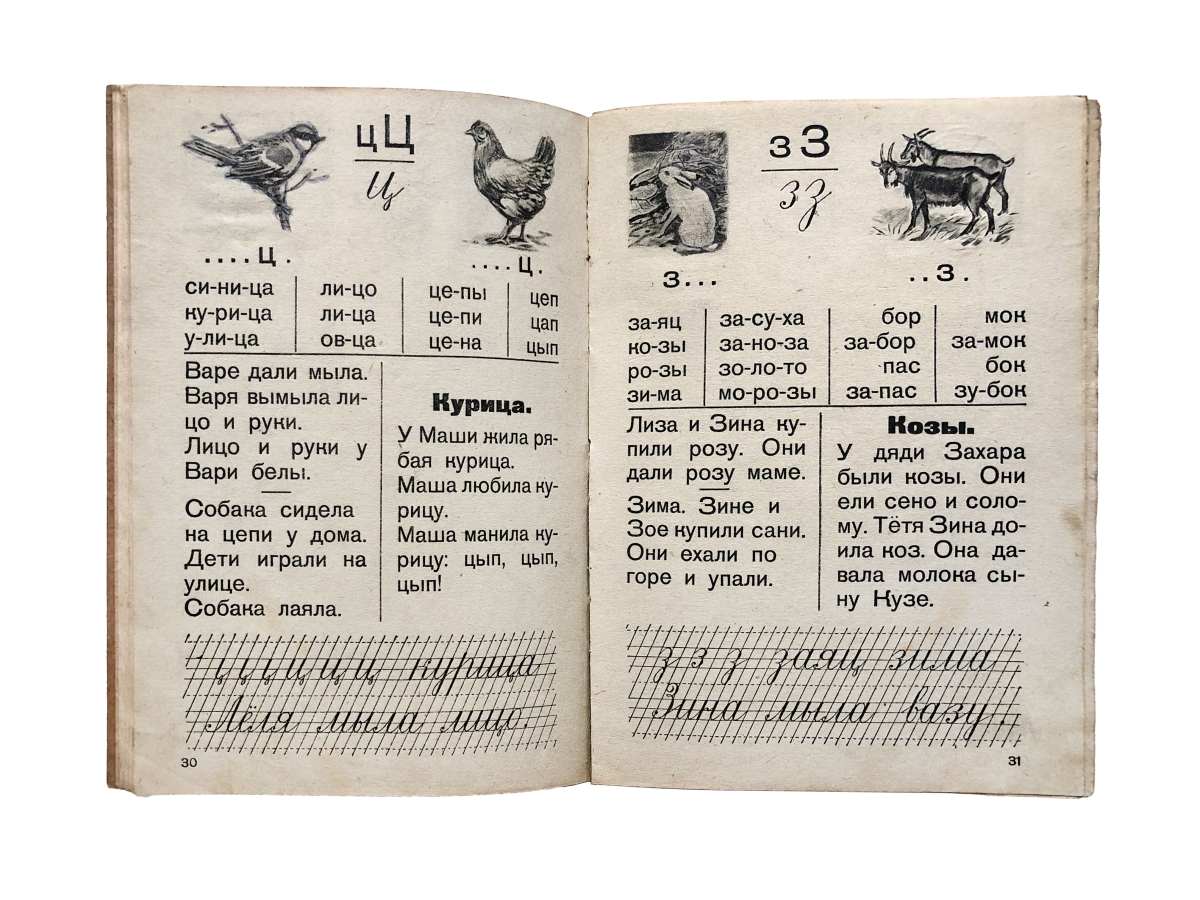 цЦ
ц
....ц.
....ц.
си-ни-ца ли-цо це-пы цеп
ку-ри-ца ли-ца це-пи цап
у-ли-ца ов-ца це-на цып
Варе дали мыла.
Варя вымыла ли-
цо и руки.
Лицо и руки у
Вари белы.
Собака сидела
на цепи у дома.
Дети играли на
улице.
Собака лаяла.
Курица.
У Маши жила ря-
бая курица.
Маша любила ку-
рицу.
Маша манила ку-
рицу: цып, цып,
цып!
ц ц ц ц ц ц курица
Лёля мыла лицо.
30
зЗ
з з
з...
..з.
за-яц за-су-ха бор мок
ко-зы за-но-за за-бор за-мок
ро-зы зо-ло-то пас бок
зи-ма мо-ро-зы за-пас зу-бок
Лиза и Зина ку-
пили розу. Они
дали розу маме.
Зима. Зине и
Зое купили сани.
Они ехали по
горе и упали.
Козы.
У дяди Захара
были козы. Они
ели сено и соло-
му. Тётя Зина до-
ила коз. Она да-
вала молока сы-
ну Кузе.
з з з заяц зима
Зина мыла вазу.
31